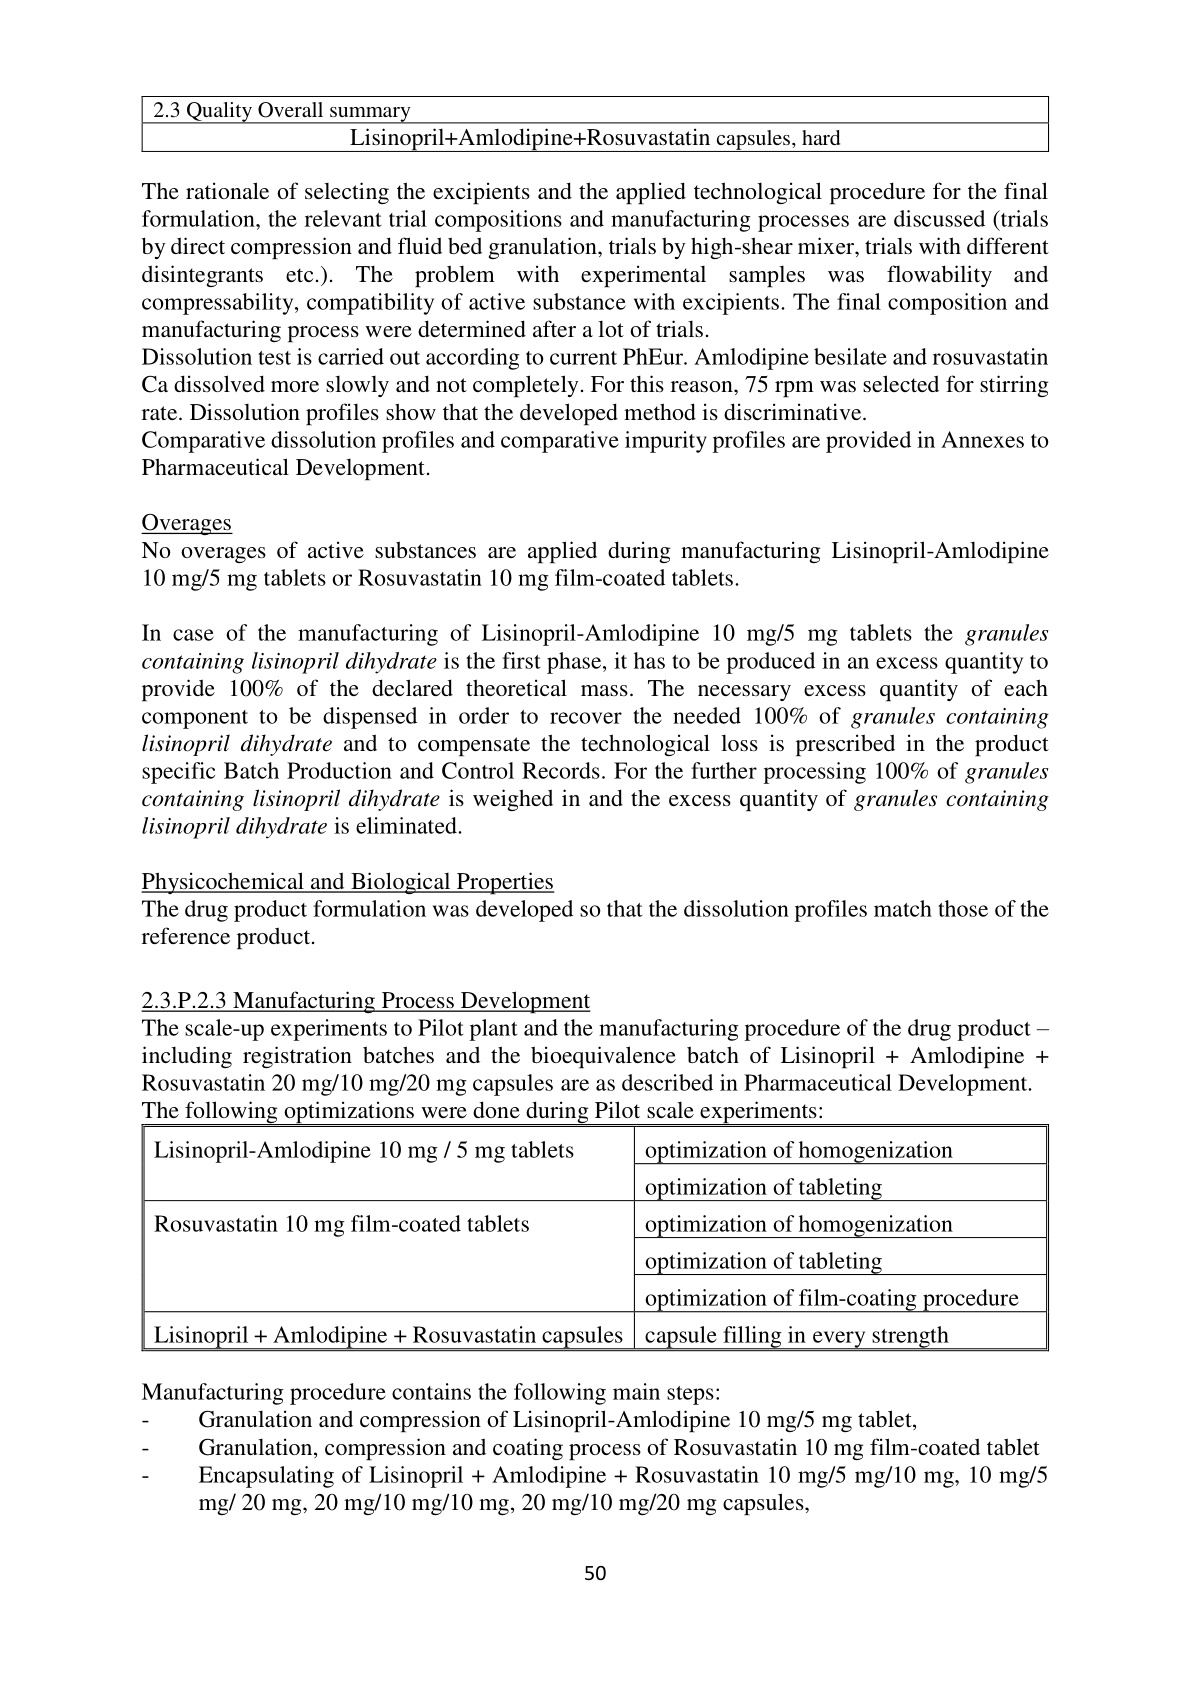 2.3 Quality Overall summary
Lisinopril+Amlodipine+Rosuvastatin capsules, hard
The rationale of selecting the excipients and the applied technological procedure for the final
formulation, the relevant trial compositions and manufacturing processes are discussed (trials
by direct compression and fluid bed granulation, trials by high-shear mixer, trials with different
disintegrants etc.). The problem with experimental samples was flowability and
compressability, compatibility of active substance with excipients. The final composition and
manufacturing process were determined after a lot of trials.
Dissolution test is carried out according to current PhEur. Amlodipine besilate and rosuvastatin
Ca dissolved more slowly and not completely. For this reason, 75 rpm was selected for stirring
rate. Dissolution profiles show that the developed method is discriminative.
Comparative dissolution profiles and comparative impurity profiles are provided in Annexes to
Pharmaceutical Development.
Overages
No overages of active substances are applied during manufacturing Lisinopril-Amlodipine
10 mg/5 mg tablets or Rosuvastatin 10 mg film-coated tablets.
In case of the manufacturing of Lisinopril-Amlodipine 10 mg/5 mg tablets the granules
containing lisinopril dihydrate is the first phase, it has to be produced in an excess quantity to
provide 100% of the declared theoretical mass. The necessary excess quantity of each
component to be dispensed in order to recover the needed 100% of granules containing
lisinopril dihydrate and to compensate the technological loss is prescribed in the product
specific Batch Production and Control Records. For the further processing 100% of granules
containing lisinopril dihydrate is weighed in and the excess quantity of granules containing
lisinopril dihydrate is eliminated.
Physicochemical and Biological Properties
The drug product formulation was developed so that the dissolution profiles match those of the
reference product.
2.3.P.2.3 Manufacturing Process Development
The scale-up experiments to Pilot plant and the manufacturing procedure of the drug product –
including registration batches and the bioequivalence batch of Lisinopril + Amlodipine +
Rosuvastatin 20 mg/10 mg/20 mg capsules are as described in Pharmaceutical Development.
The following optimizations were done during Pilot scale experiments:
Lisinopril-Amlodipine 10 mg / 5 mg tablets optimization of homogenization
optimization of tableting
Rosuvastatin 10 mg film-coated tablets optimization of homogenization
optimization of tableting
optimization of film-coating procedure
Lisinopril + Amlodipine + Rosuvastatin capsules capsule filling in every strength
Manufacturing procedure contains the following main steps:
- Granulation and compression of Lisinopril-Amlodipine 10 mg/5 mg tablet,
- Granulation, compression and coating process of Rosuvastatin 10 mg film-coated tablet
- Encapsulating of Lisinopril + Amlodipine + Rosuvastatin 10 mg/5 mg/10 mg, 10 mg/5
mg/ 20 mg, 20 mg/10 mg/10 mg, 20 mg/10 mg/20 mg capsules,
50